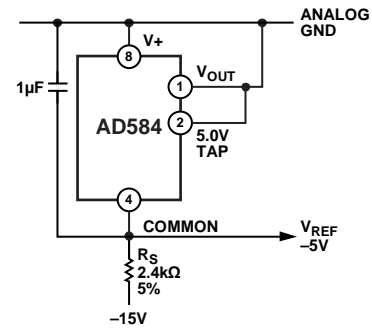 ANALOG
GND
V+
8
1µF
VOUT
1
AD584
2
5.0V
TAP
4
COMMON
VREF
–5V
RS
2.4kΩ
5%
–15V